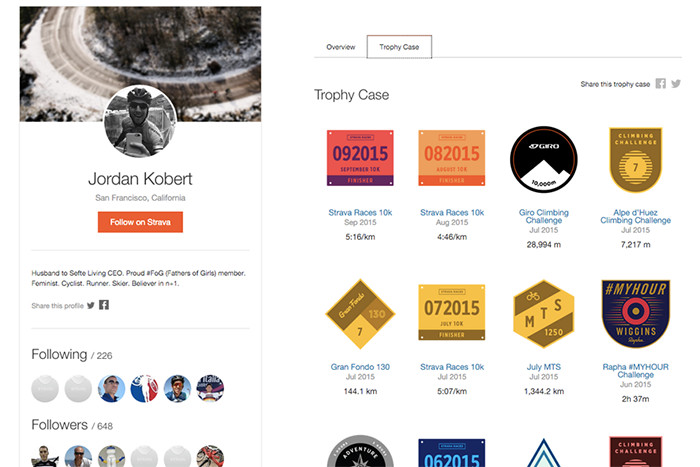 Jordan Kobert
San Francisco, California
Follow on Strava
Husband to Sefte Living CEO. Proud #FoG (Fathers of Girls) member.
Feminist. Cyclist. Runner. Skier. Believer in n=1.
Share this profile
Following / 226
Followers / 648
Overview
Trophy Case
Share this trophy case
Trophy Case
092015
SEPTEMBER 10K
FINISHER
Strava Races 10k
Sep 2015
5:16/km
082015
AUGUST 10K
FINISHER
Strava Races 10k
Aug 2015
4:46/km
GIRO
10,000m
Giro Climbing
Challenge
Jul 2015
28,994 m
CLIMBING
CHALLENGE
7
Alpe d'Huez
Climbing Challenge
Jul 2015
7,217 m
Gran Fondo
130
7
Gran Fondo 130
Jul 2015
144.1 km
072015
JULY 10K
FINISHER
Strava Races 10k
Jul 2015
5:07/km
MTS
1250
July MTS
Jul 2015
1,344.2 km
#MYHOUR
WIGGINS
Rapha
Rapha #MYHOUR
Challenge
Jun 2015
2h 37m
ADVENTURE
062015
CLIMBING
CHALLENGE